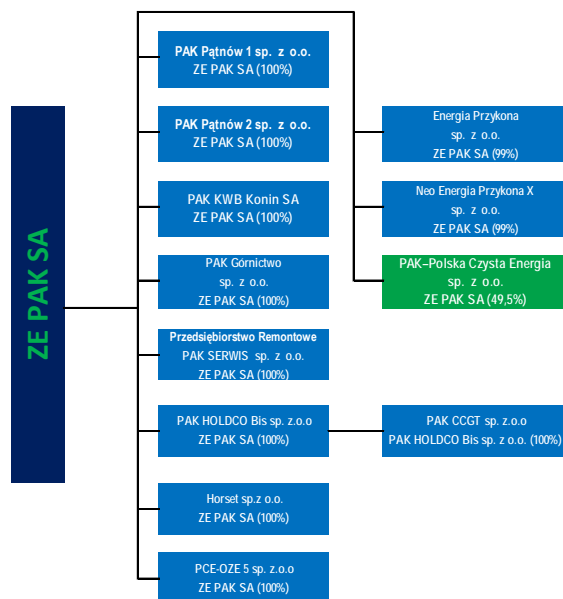 ZE PAK SA
PAK Pątnów 1 sp. z o.o.
ZE PAK SA (100%)
PAK Pątnów 2 sp. z o.o.
ZE PAK SA (100%)
PAK KWB Konin SA
ZE PAK SA (100%)
PAK Górnictwo
sp. z o.o.
ZE PAK SA (100%)
Przedsiębiorstwo Remontowe
PAK SERWIS sp. z o.o.
ZE PAK SA (100%)
PAK HOLDCO Bis sp. z.o.o
ZE PAK SA (100%)
Horset sp.z o.o.
ZE PAK SA (100%)
PCE-OZE 5 sp. z.o.o
ZE PAK SA (100%)
Energia Przykona
sp. z o.o.
ZE PAK SA (99%)
Neo Energia Przykona X
sp. z o.o.
ZE PAK SA (99%)
PAK–Polska Czysta Energia
sp. z o.o.
ZE PAK SA (49,5%)
PAK CCGT sp. z.o.o
PAK HOLDCO Bis sp. z o.o. (100%)